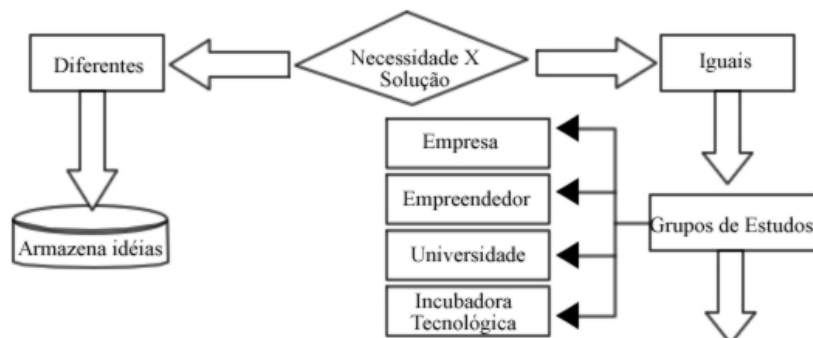 Diferentes
Necessidade X
Solução
Iguais
Empresa
Empreendedor
Grupos de Estudos
Armazena idéias
Universidade
Incubadora
Tecnológica